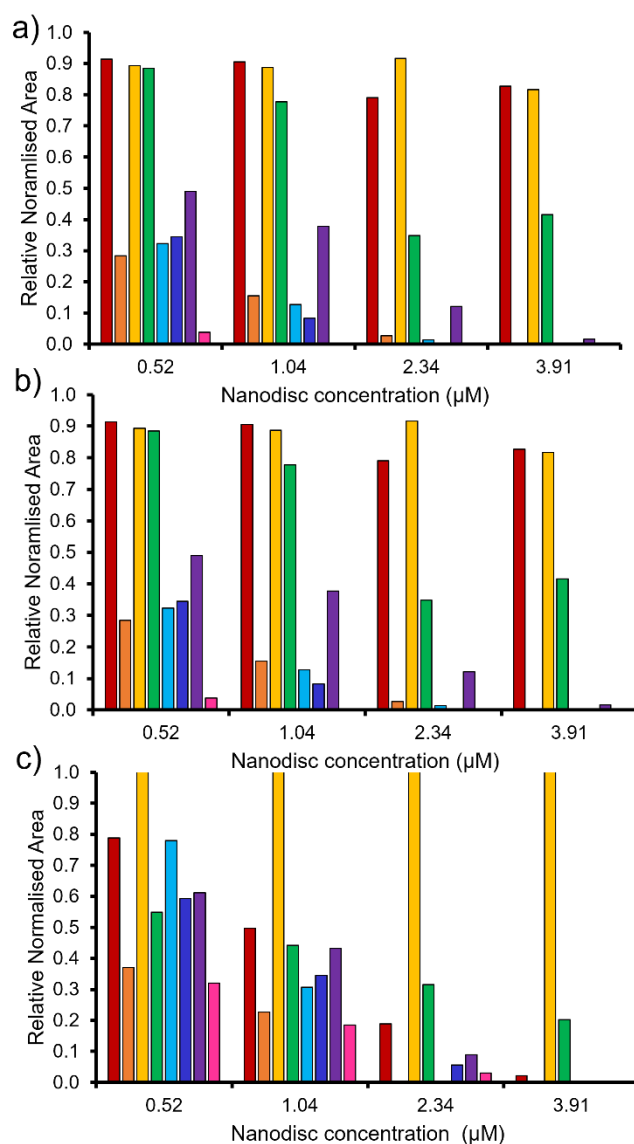 a)
Relative Noramlised Area
1.0
0.9
0.8
0.7
0.6
0.5
0.4
0.3
0.2
0.1
0.0
0.52 1.04 2.34 3.91
Nanodisc concentration (µM)
b)
Relative Noramlised Area
1.0
0.9
0.8
0.7
0.6
0.5
0.4
0.3
0.2
0.1
0.0
0.52 1.04 2.34 3.91
Nanodisc concentration (µM)
c)
Relative Normalised Area
1.0
0.9
0.8
0.7
0.6
0.5
0.4
0.3
0.2
0.1
0.0
0.52 1.04 2.34 3.91
Nanodisc concentration (µM)